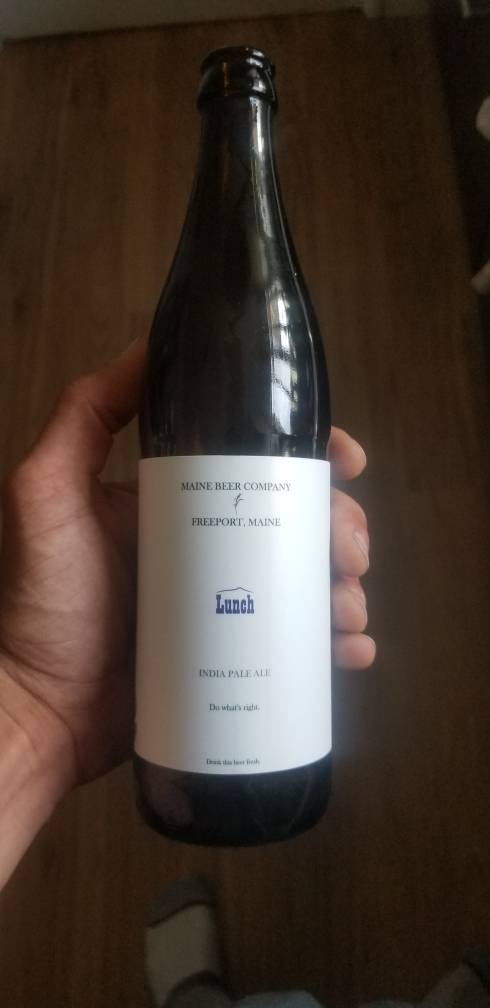 MAINE BEER COMPANY
FREEPORT, MAINE
Lunch
INDIA PALE ALE
Do what's right.
Drink this beer fresh.